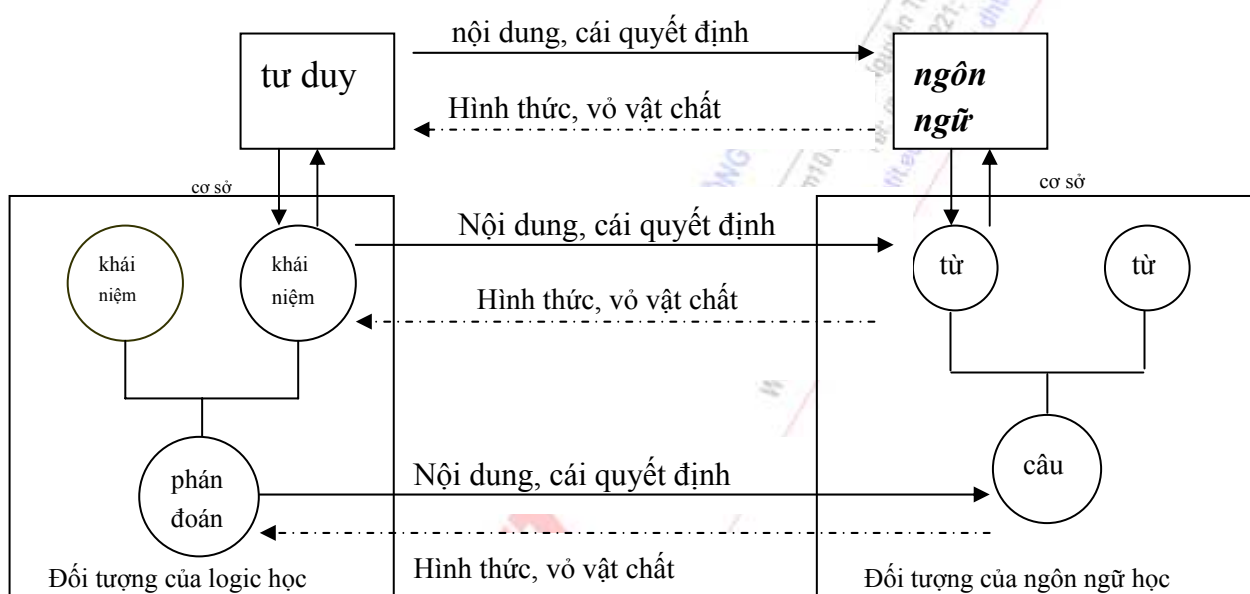 nội dung, cái quyết định
tư duy
ngôn
ngữ
Hình thức, vỏ vật chất
cơ sở
cơ sở
Nội dung, cái quyết định
khái
niệm
khái
niệm
từ
từ
Hình thức, vỏ vật chất
Nội dung, cái quyết định
phán
đoán
câu
Hình thức, vỏ vật chất
Đối tượng của logic học
Đối tượng của ngôn ngữ học